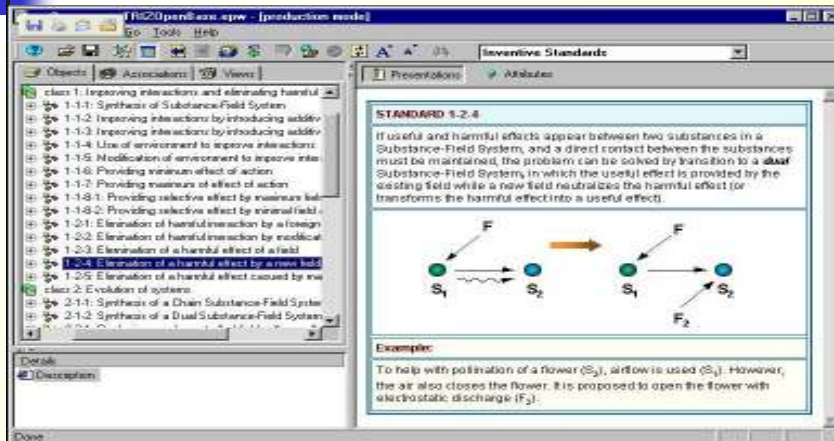 TRIZOpenBase.epw - [production mode]
Go Tools Help
Inventive Standards
Objects Associations Views
Presentations Attributes
class 1: Improving interactions and eliminating harmful
1-1-1: Synthesis of Substance-Field System
1-1-2: Improving interactions by introducing additiv
1-1-3: Improving interactions by introducing additiv
1-1-4: Use of environment to improve interactions
1-1-5: Modification of environment to improve inte
1-1-6: Providing minimum effect of action
1-1-7: Providing maximum of effect of action
1-1-8-1: Providing selective effect by maximum fiel
1-1-8-2: Providing selective effect by minimal field
1-2-1: Elimination of harmful interaction by a foreign
1-2-2: Elimination of harmful interaction by modificat
1-2-3: Elimination of a harmful effect of a field
1-2-4: Elimination of a harmful effect by a new field
1-2-5: Elimination of a harmful effect caused by ma
class 2: Evolution of systems
2-1-1: Synthesis of a Chain Substance-Field Syster
2-1-2: Synthesis of a Dual Substance-Field System
Details
Description
Done
STANDARD 1-2-4
If useful and harmful effects appear between two substances in a
Substance-Field System, and a direct contact between the substances
must be maintained, the problem can be solved by transition to a dual
Substance-Field System, in which the useful effect is provided by the
existing field while a new field neutralizes the harmful effect (or
transforms the harmful effect into a useful effect).
F F
S₁ S₂ S₁ S₂
F₂
Example:
To help with pollination of a flower (S₂), airflow is used (S₁). However,
the air also closes the flower. It is proposed to open the flower with
electrostatic discharge (F₂).